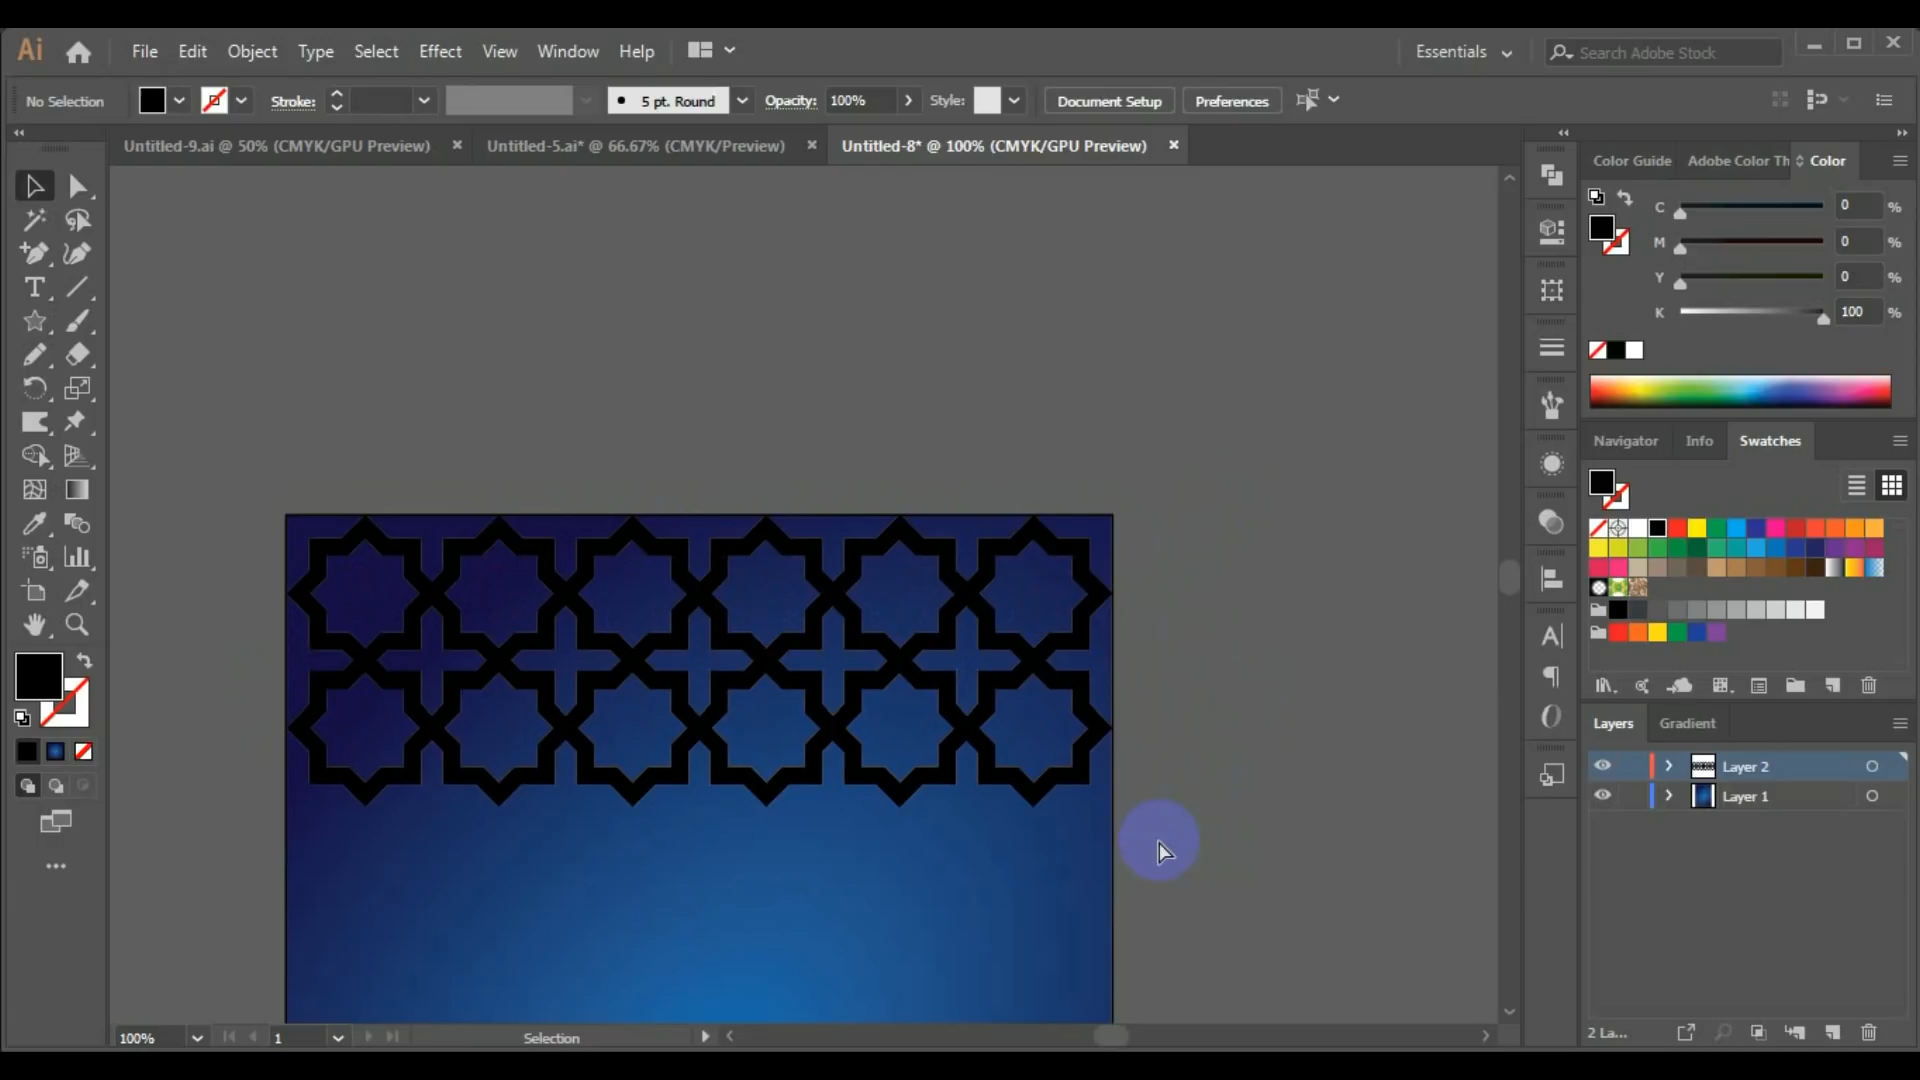 Ai File Edit Object Type Select Effect View Window Help Essentials Search Adobe Stock
No Selection Stroke: 5 pt. Round Opacity: 100% Style: Document Setup Preferences
Untitled-9.ai @ 50% (CMYK/GPU Preview) Untitled-5.ai* @ 66.67% (CMYK/Preview) Untitled-8* @ 100% (CMYK/GPU Preview)
Color Guide Adobe Color Th Color
C 0 %
M 0 %
Y 0 %
K 100 %
Navigator Info Swatches
Layers Gradient
Layer 2
Layer 1
100% 1 Selection 2 La...